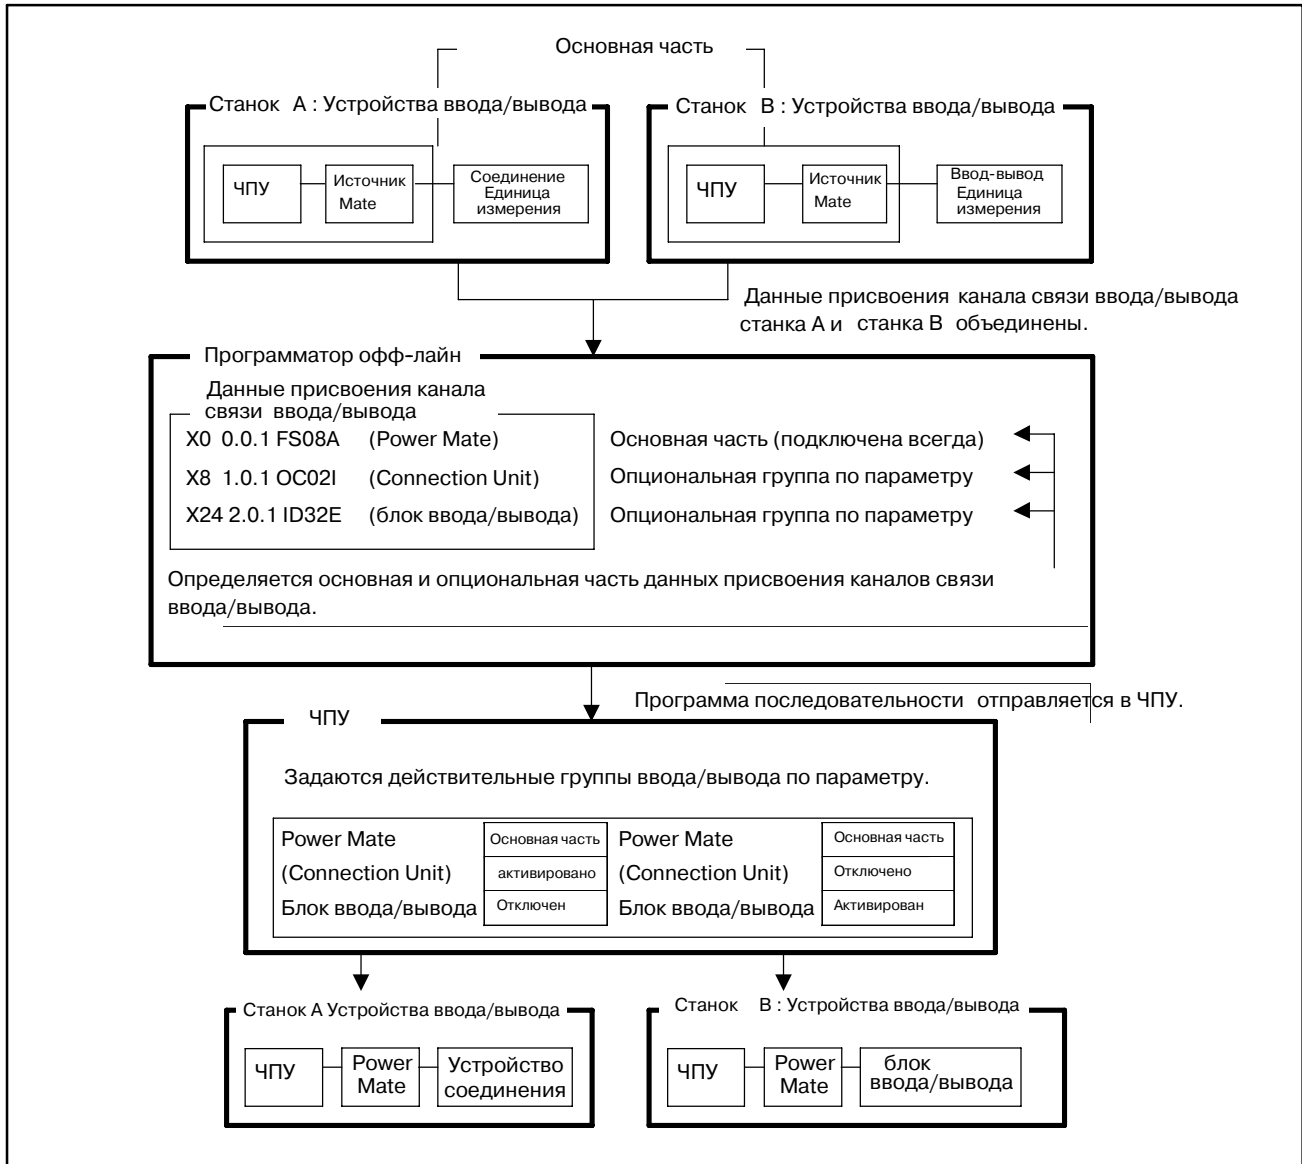 Основная часть
Станок А : Устройства ввода/вывода
Станок В : Устройства ввода/вывода
ЧПУ
Источник
Mate
Соединение
Единица
измерения
ЧПУ
Источник
Mate
Ввод-вывод
Единица
измерения
Данные присвоения канала связи ввода/вывода
станка А и станка В объединены.
Программатор офф-лайн
Данные присвоения канала
связи ввода/вывода
X0 0.0.1 FS08A (Power Mate) Основная часть (подключена всегда)
X8 1.0.1 OC02I (Connection Unit) Опциональная группа по параметру
X24 2.0.1 ID32E (блок ввода/вывода) Опциональная группа по параметру
Определяется основная и опциональная часть данных присвоения каналов связи
ввода/вывода.
Программа последовательности отправляется в ЧПУ.
ЧПУ
Задаются действительные группы ввода/вывода по параметру.
Power Mate Основная часть Power Mate Основная часть
(Connection Unit) активировано (Connection Unit) Отключено
Блок ввода/вывода Отключен Блок ввода/вывода Активирован
Станок А Устройства ввода/вывода
Станок В : Устройства ввода/вывода
ЧПУ
Power
Mate
Устройство
соединения
ЧПУ
Power
Mate
блок
ввода/вывода